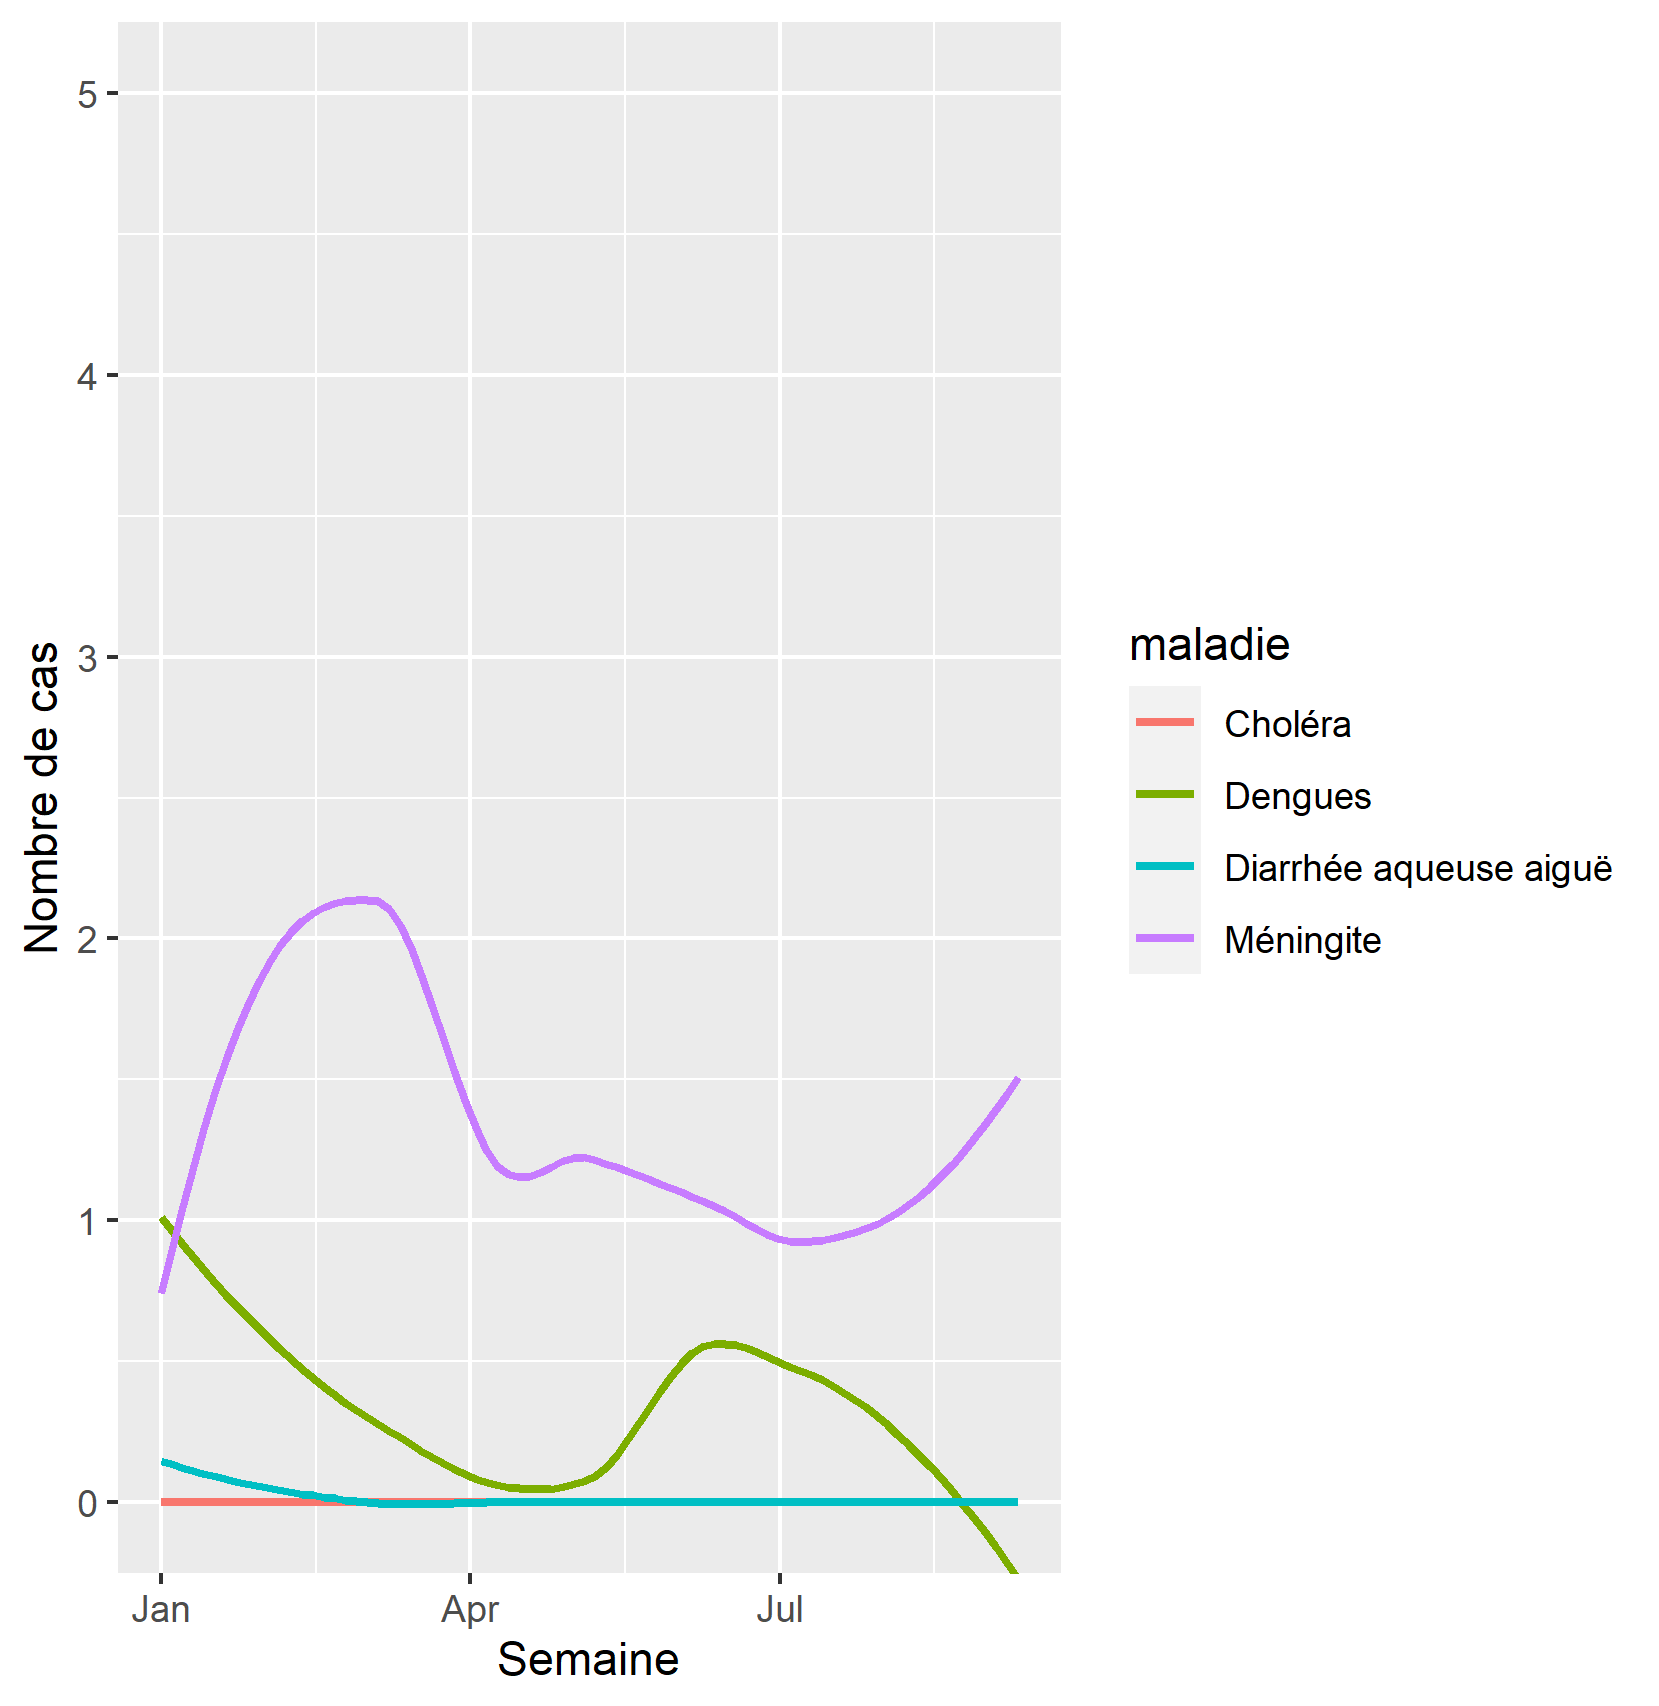 5
4
3
2
1
0
Nombre de cas
Jan
Apr
Jul
Semaine
maladie
Choléra
Dengues
Diarrhée aqueuse aiguë
Méningite